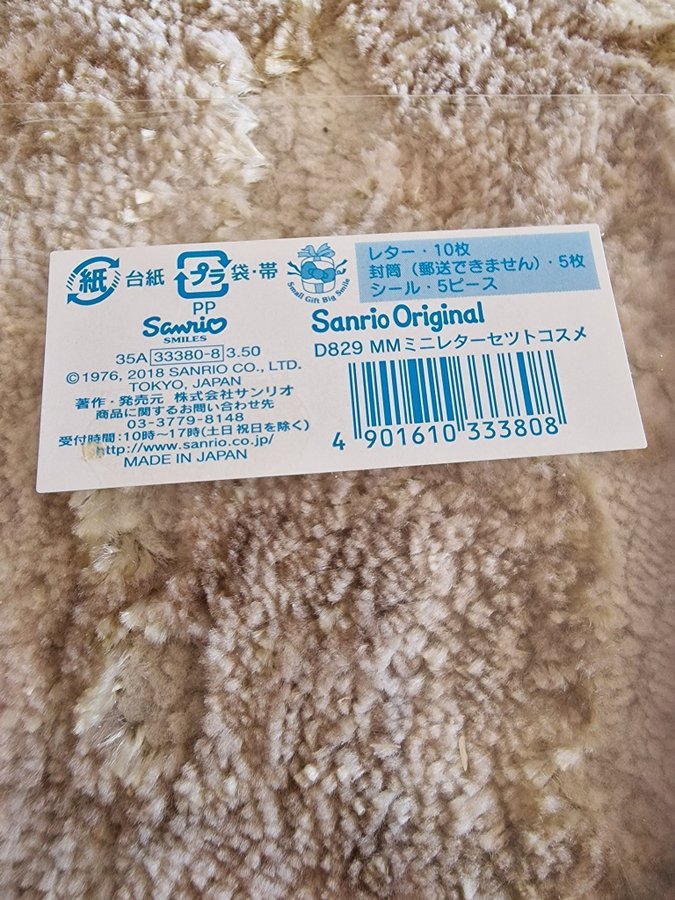 紙 台紙 プラ 袋・帯
PP
Small Gift Big Smile
レター・10枚
封筒（郵送できません）・5枚
シール・5ピース
Sanrio
SMILES
Sanrio Original
35A 33380-8 3.50
D829 MMミニレターセツトコスメ
©1976, 2018 SANRIO CO., LTD.
TOKYO, JAPAN
著作・発売元 株式会社サンリオ
商品に関するお問い合わせ先
03-3779-8148
受付時間:10時〜17時(土日祝日を除く)
http://www.sanrio.co.jp/
MADE IN JAPAN
4 901610 333808